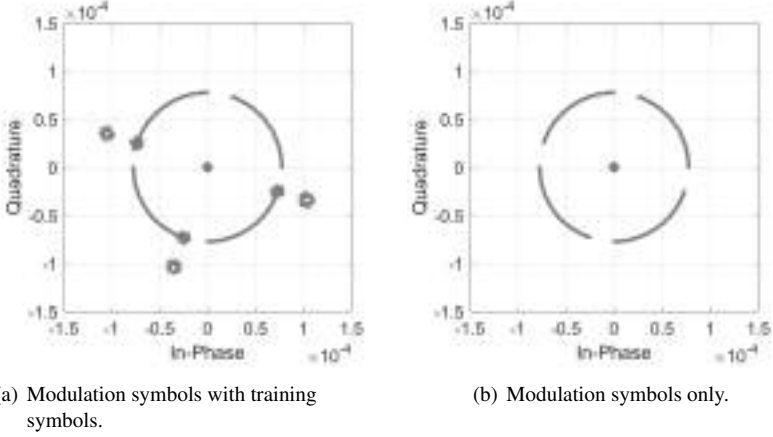 ×10⁻⁴
1.5
1
0.5
0
-0.5
-1
-1.5
Quadrature
-1.5 -1 -0.5 0 0.5 1 1.5
In-Phase
×10⁻⁴
a) Modulation symbols with training
symbols.
×10⁻⁴
1.5
1
0.5
0
-0.5
-1
-1.5
Quadrature
-1.5 -1 -0.5 0 0.5 1 1.5
In-Phase
×10⁻⁴
(b) Modulation symbols only.